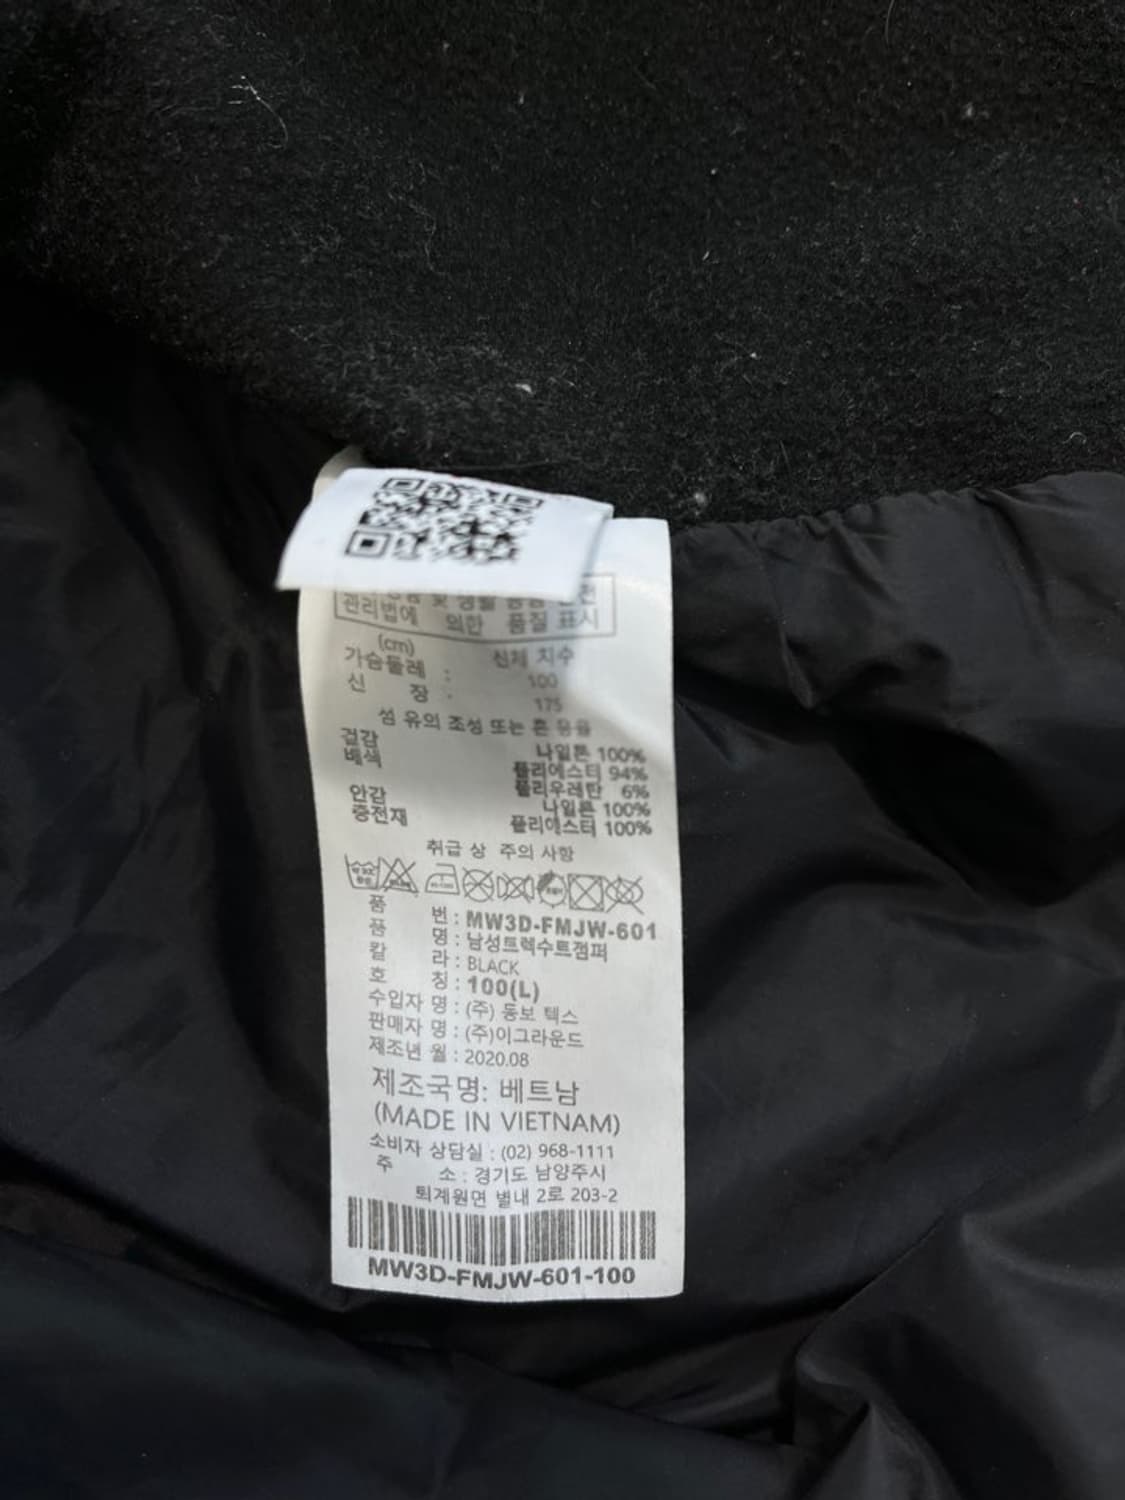 관리법에 의한 품질 표시
(cm) 신체 치수
가슴둘레 : 100
신 장 : 175
섬유의 조성 또는 혼용율
겉감 나일론 100%
배색 폴리에스터 94%
폴리우레탄 6%
안감 나일론 100%
충전재 폴리에스터 100%
취급 상 주의 사항
품 번 : MW3D-FMJW-601
품 명 : 남성트렉수트점퍼
칼 라 : BLACK
호 칭 : 100(L)
수입자 명 : (주) 동보 텍스
판매자 명 : (주)이그라운드
제조년 월 : 2020.08
제조국명: 베트남
(MADE IN VIETNAM)
소비자 상담실 : (02) 968-1111
주 소 : 경기도 남양주시
퇴계원면 별내 2로 203-2
MW3D-FMJW-601-100